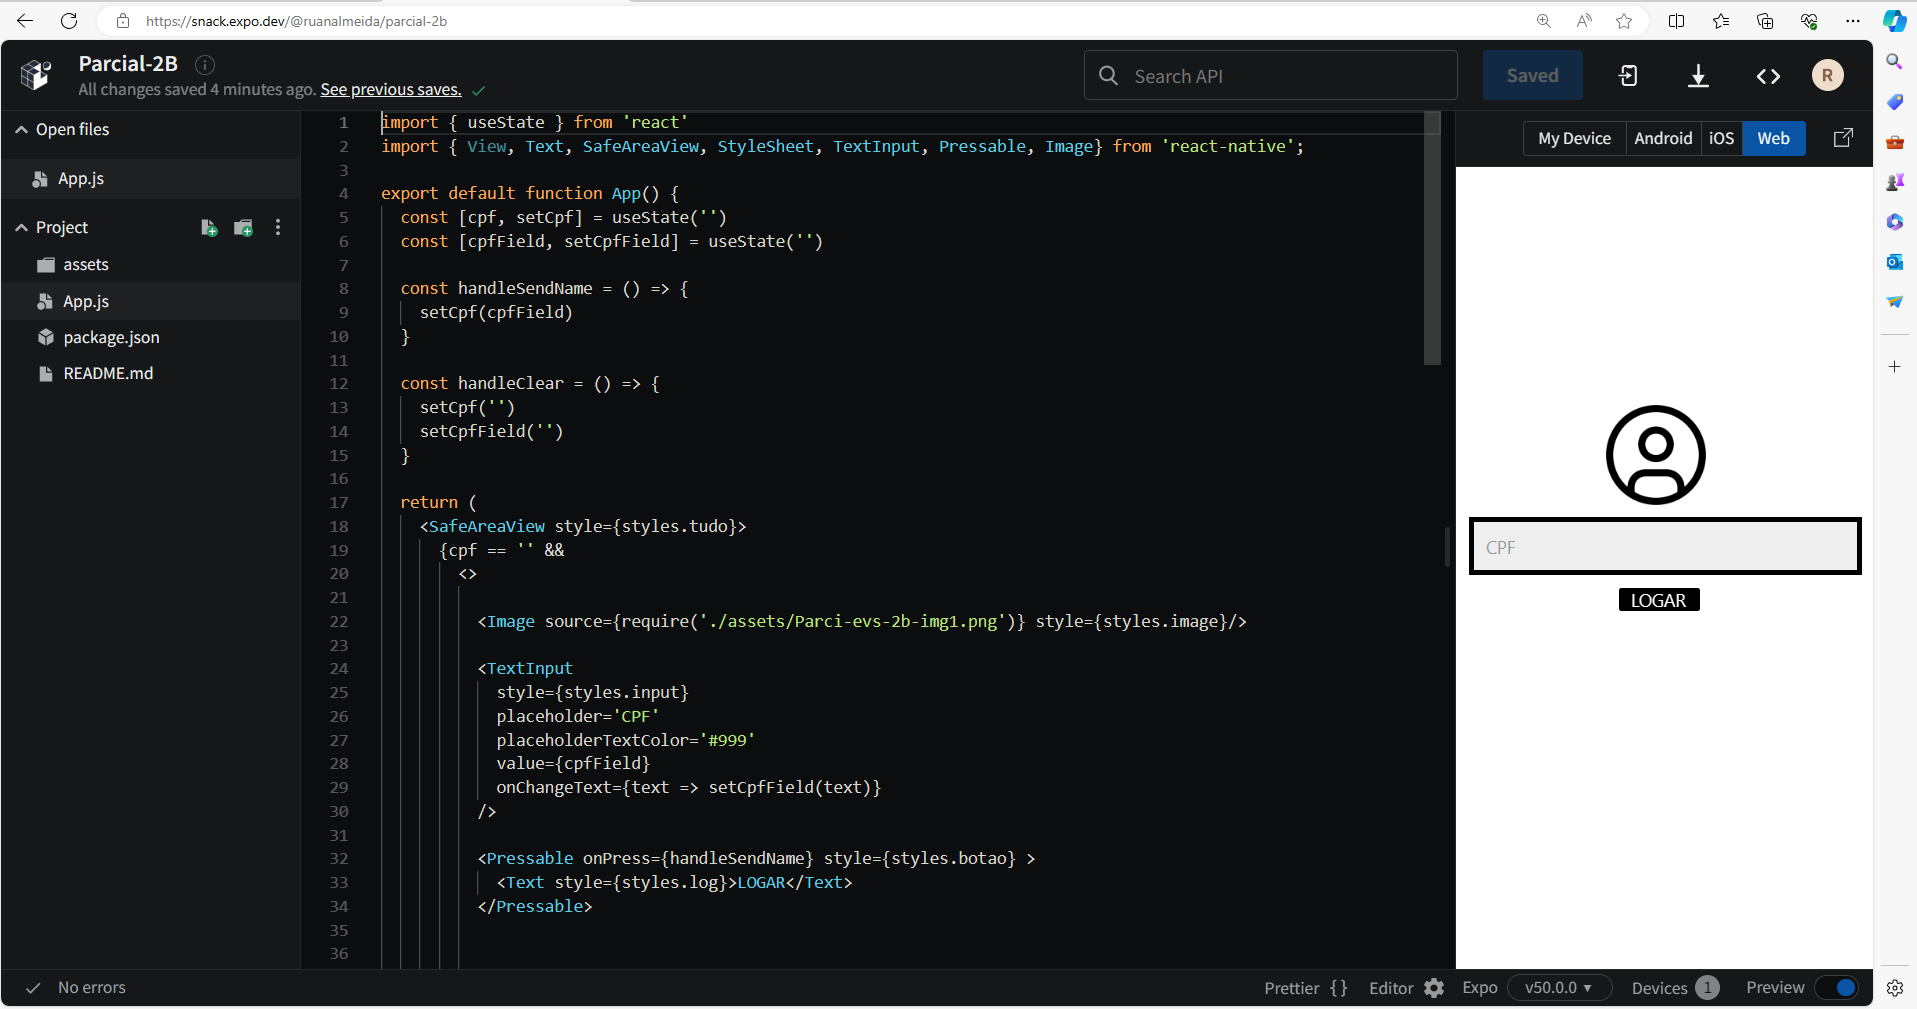 https://snack.expo.dev/@ruanalmeida/parcial-2b
Parcial-2B
All changes saved 4 minutes ago. See previous saves.
Search API
Saved
R
Open files
App.js
Project
assets
App.js
package.json
README.md
1 import { useState } from 'react'
2 import { View, Text, SafeAreaView, StyleSheet, TextInput, Pressable, Image} from 'react-native';
3
4 export default function App() {
5 const [cpf, setCpf] = useState('')
6 const [cpfField, setCpfField] = useState('')
7
8 const handleSendName = () => {
9 setCpf(cpfField)
10 }
11
12 const handleClear = () => {
13 setCpf('')
14 setCpfField('')
15 }
16
17 return (
18 <SafeAreaView style={styles.tudo}>
19 {cpf == '' &&
20 <>
21
22 <Image source={require('./assets/Parci-evs-2b-img1.png')} style={styles.image}/>
23
24 <TextInput
25 style={styles.input}
26 placeholder='CPF'
27 placeholderTextColor='#999'
28 value={cpfField}
29 onChangeText={text => setCpfField(text)}
30 />
31
32 <Pressable onPress={handleSendName} style={styles.botao} >
33 <Text style={styles.log}>LOGAR</Text>
34 </Pressable>
35
36
My Device Android iOS Web
CPF
LOGAR
No errors
Prettier {} Editor Expo v50.0.0 Devices 1 Preview